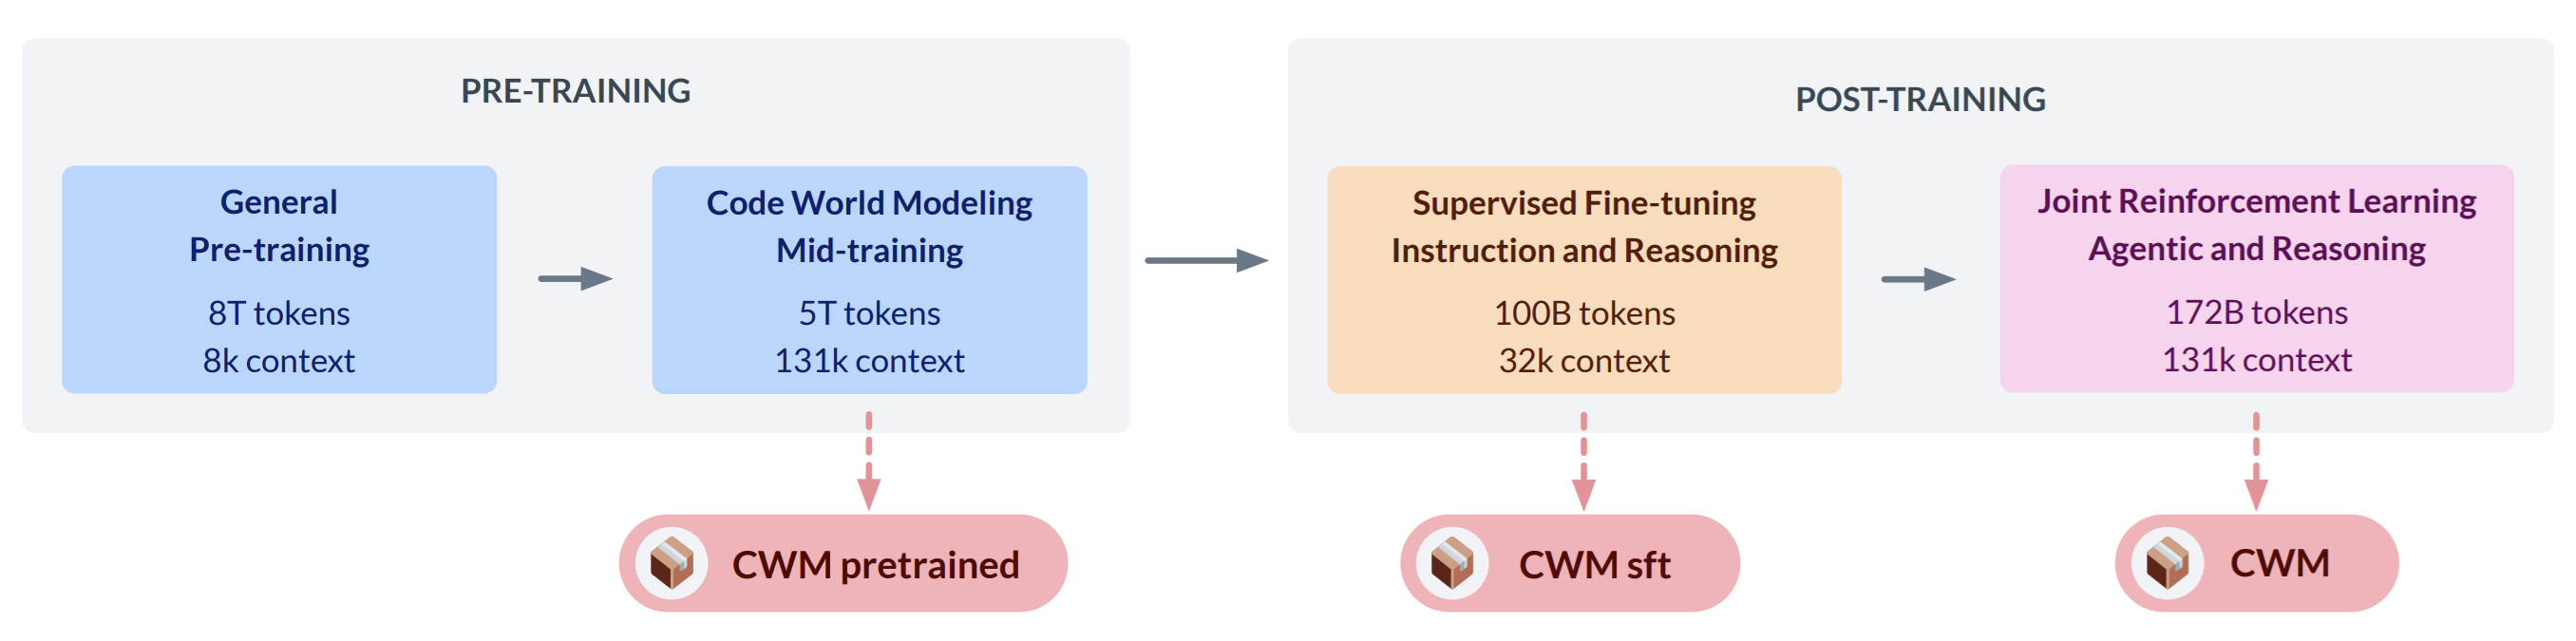 PRE-TRAINING
General
Pre-training
8T tokens
8k context
Code World Modeling
Mid-training
5T tokens
131k context
CWM pretrained
POST-TRAINING
Supervised Fine-tuning
Instruction and Reasoning
100B tokens
32k context
Joint Reinforcement Learning
Agentic and Reasoning
172B tokens
131k context
CWM sft
CWM